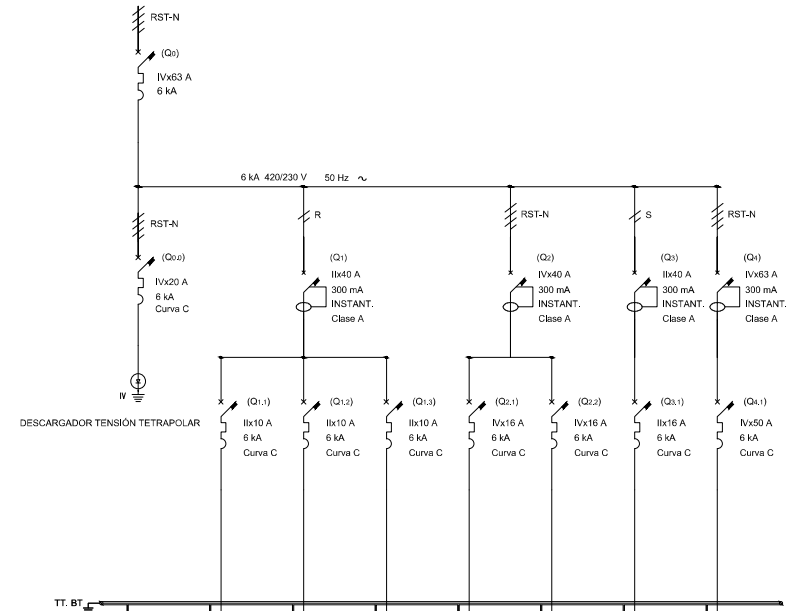 RST-N
(Q0)
IVx63 A
6 kA
6 kA 420/230 V 50 Hz ~
RST-N
R
RST-N
S
RST-N
(Q0.0)
IVx20 A
6 kA
Curva C
(Q1)
IIx40 A
300 mA
INSTANT.
Clase A
(Q2)
IVx40 A
300 mA
INSTANT.
Clase A
(Q3)
IIx40 A
300 mA
INSTANT.
Clase A
(Q4)
IVx63 A
300 mA
INSTANT.
Clase A
IV
DESCARGADOR TENSIÓN TETRAPOLAR
(Q1.1)
IIx10 A
6 kA
Curva C
(Q1.2)
IIx10 A
6 kA
Curva C
(Q1.3)
IIx10 A
6 kA
Curva C
(Q2.1)
IVx16 A
6 kA
Curva C
(Q2.2)
IVx16 A
6 kA
Curva C
(Q3.1)
IIx16 A
6 kA
Curva C
(Q4.1)
IVx50 A
6 kA
Curva C
TT. BT